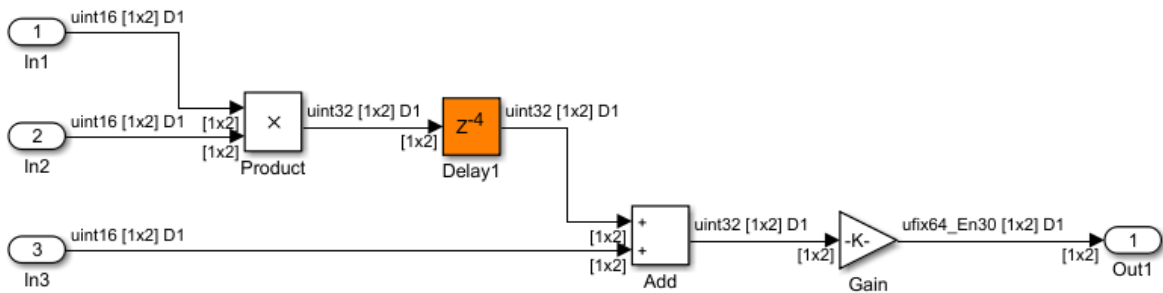 uint16 [1x2] D1
1
In1
uint16 [1x2] D1
2
In2
[1x2]
[1x2]
×
Product
uint32 [1x2] D1
[1x2]
Z-4
Delay1
uint32 [1x2] D1
uint16 [1x2] D1
3
In3
[1x2]
[1x2]
+
+
Add
uint32 [1x2] D1
[1x2]
-K-
Gain
ufix64_En30 [1x2] D1
[1x2]
1
Out1